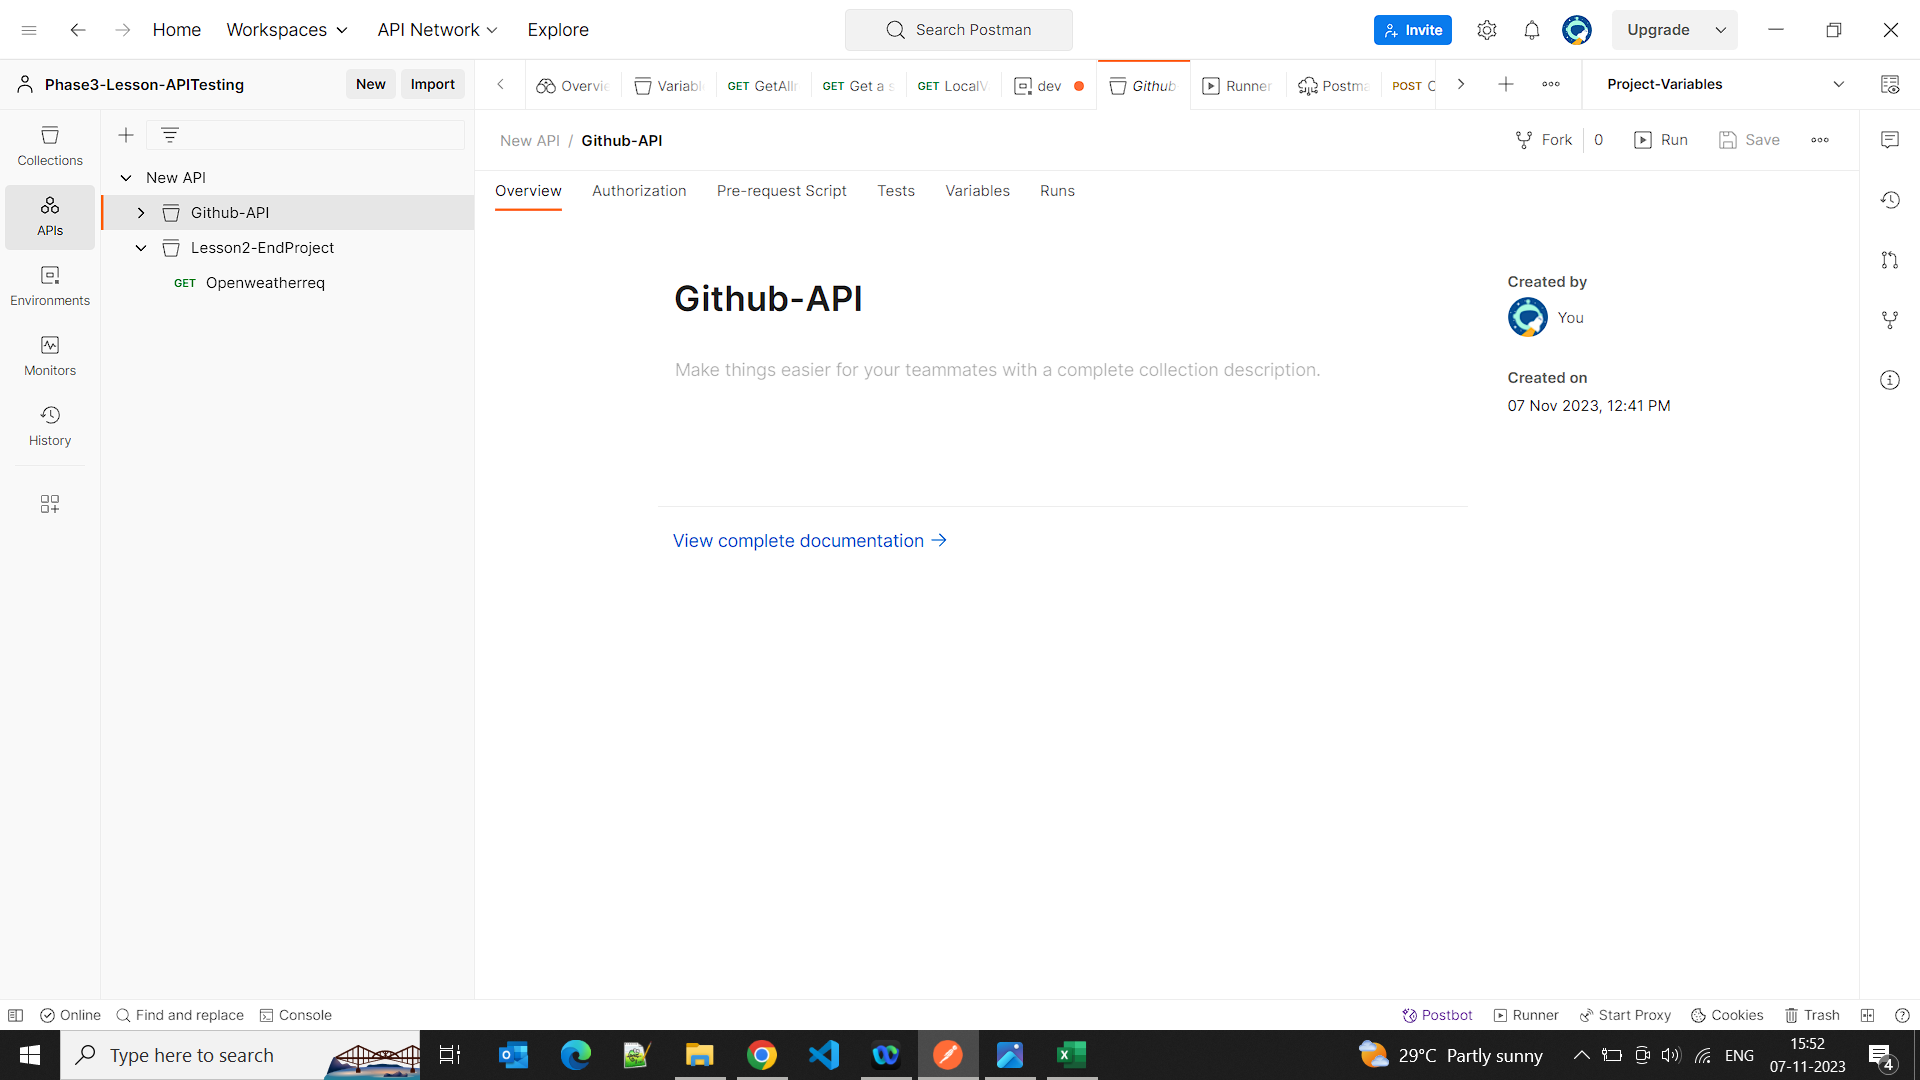 Home Workspaces API Network Explore Search Postman Invite Upgrade
Phase3-Lesson-APITesting New Import Overvie Variabl GET GetAllr GET Get a s GET LocalV dev Github Runner Postma POST C Project-Variables
New API / Github-API Fork 0 Run Save
Overview Authorization Pre-request Script Tests Variables Runs
Collections
APIs
Environments
Monitors
History
New API
Github-API
Lesson2-EndProject
GET Openweatherreq
Github-API
Make things easier for your teammates with a complete collection description.
View complete documentation
Created by
You
Created on
07 Nov 2023, 12:41 PM
Online Find and replace Console Postbot Runner Start Proxy Cookies Trash
Type here to search 29°C Partly sunny ENG 15:52
07-11-2023 4